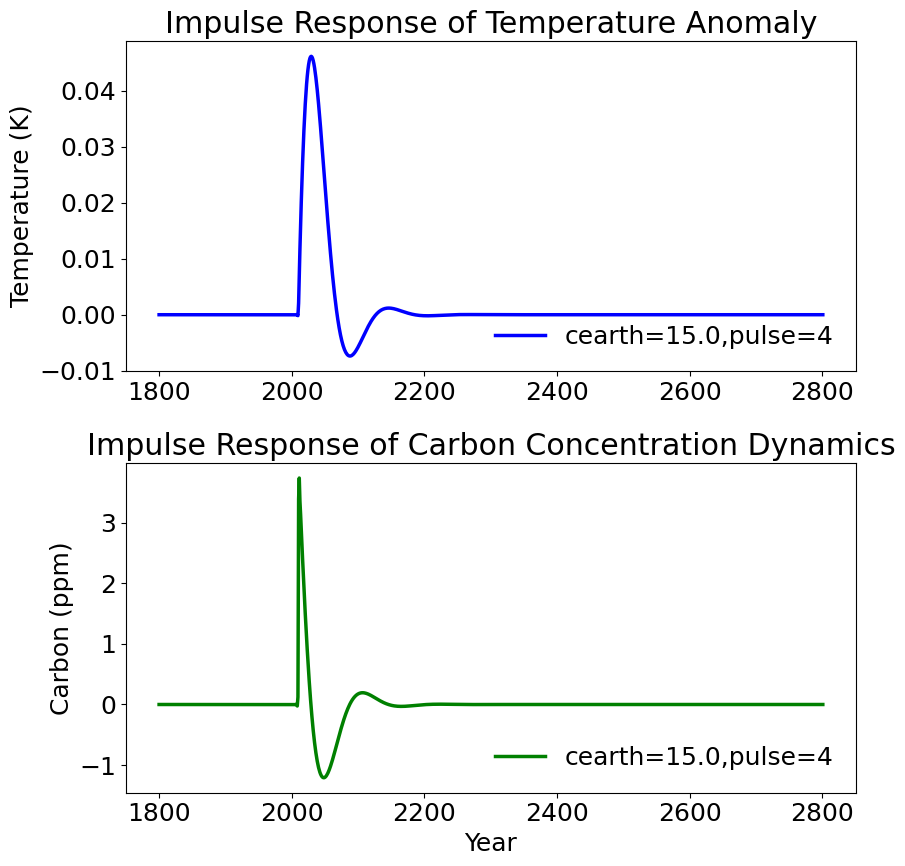 Impulse Response of Temperature Anomaly
Temperature (K)
0.04
0.03
0.02
0.01
0.00
−0.01
cearth=15.0,pulse=4
1800 2000 2200 2400 2600 2800
Impulse Response of Carbon Concentration Dynamics
Carbon (ppm)
3
2
1
0
−1
cearth=15.0,pulse=4
1800 2000 2200 2400 2600 2800
Year